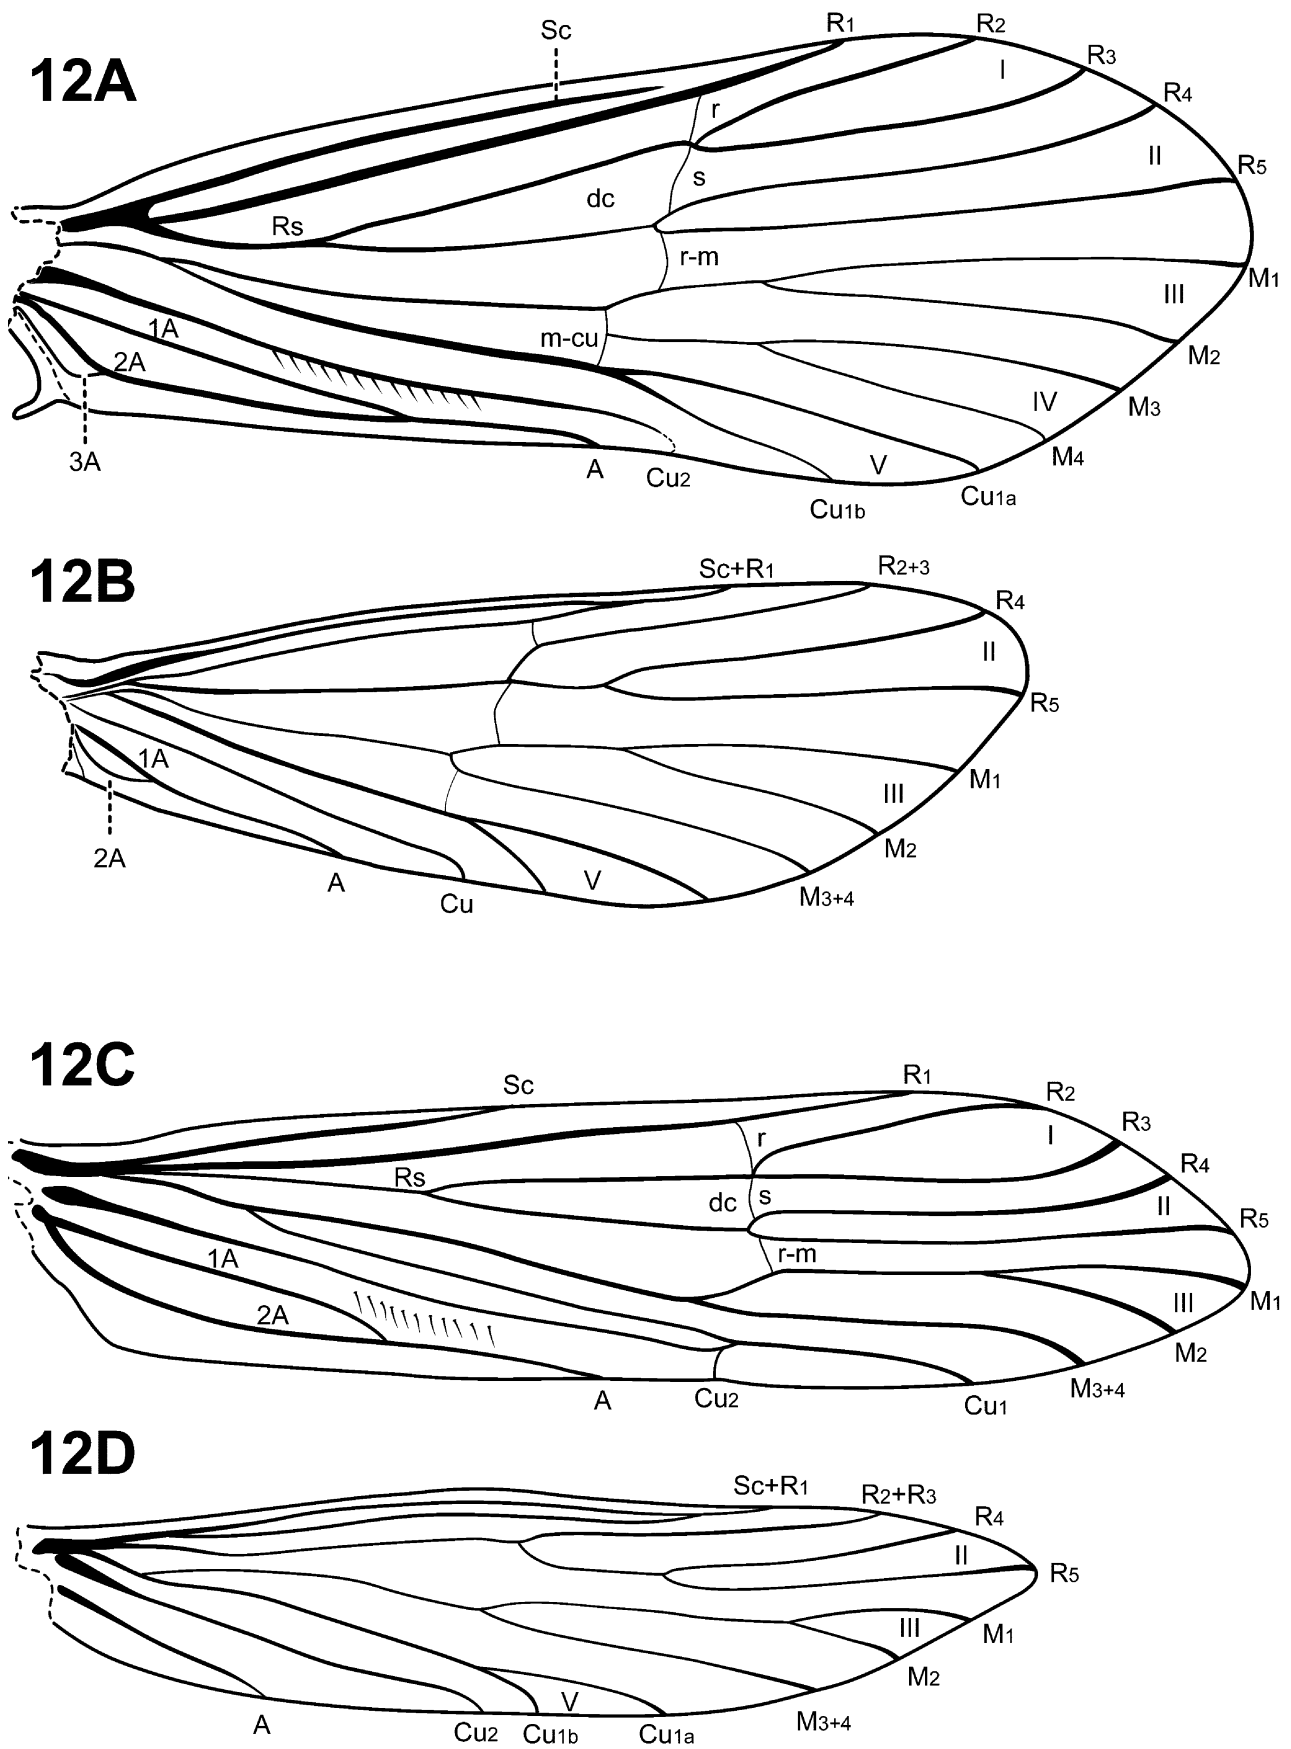 12A
Sc
R1
R2
R3
R4
R5
I
II
r
s
dc
Rs
r-m
M1
III
M2
m-cu
1A
2A
IV
M3
3A
V
M4
A
Cu2
Cu1b
Cu1a
12B
Sc+R1
R2+3
R4
II
R5
1A
M1
III
2A
M2
V
A
Cu
M3+4
12C
Sc
R1
R2
R3
R4
R5
I
II
r
Rs
dc
s
r-m
1A
2A
III
M1
M2
M3+4
A
Cu2
Cu1
12D
Sc+R1
R2+R3
R4
II
R5
III
M1
M2
V
A
Cu2
Cu1b
Cu1a
M3+4